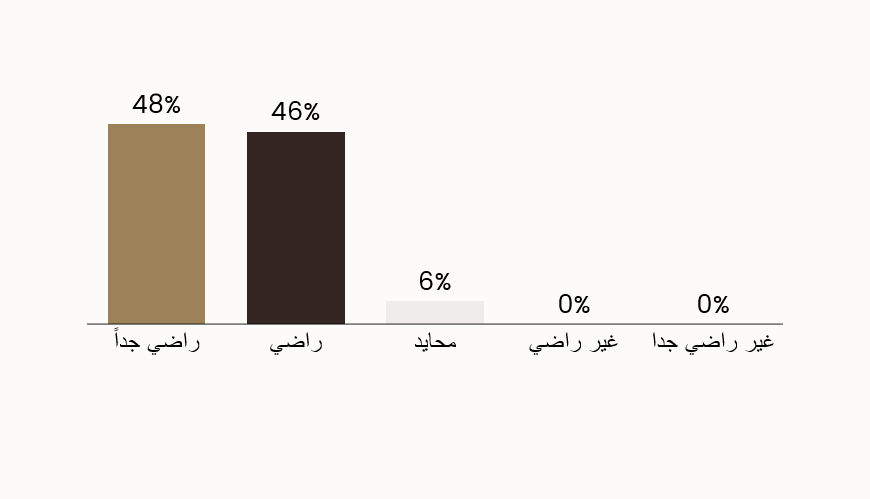 48%
46%
6%
0%
0%
راضي جداً
راضي
محايد
غير راضي
غير راضي جدا